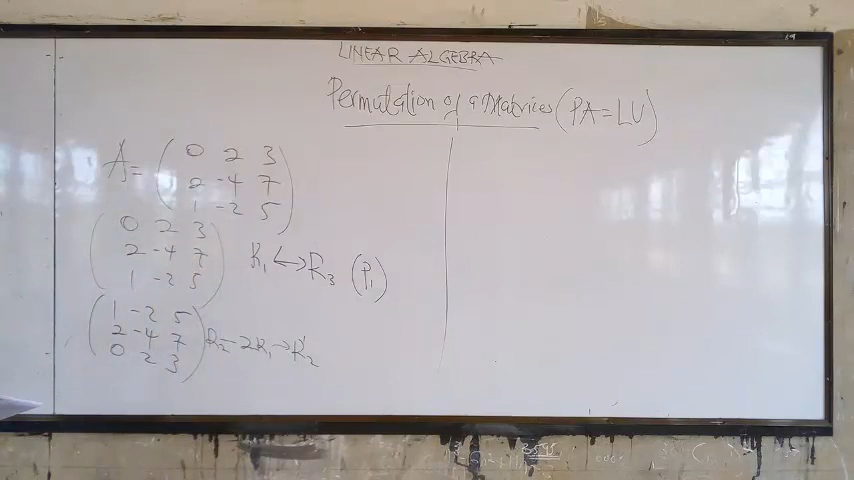 LINEAR ALGEBRA
Permutation of a Matrices (PA=LU)
A = ( 0 2 3
2 -4 7
1 -2 5 )
( 0 2 3
2 -4 7 R₁ ↔ R₃ (P₁)
1 -2 5 )
( 1 -2 5
2 -4 7 R₂ - 2R₁ → R'₂
0 2 3 )